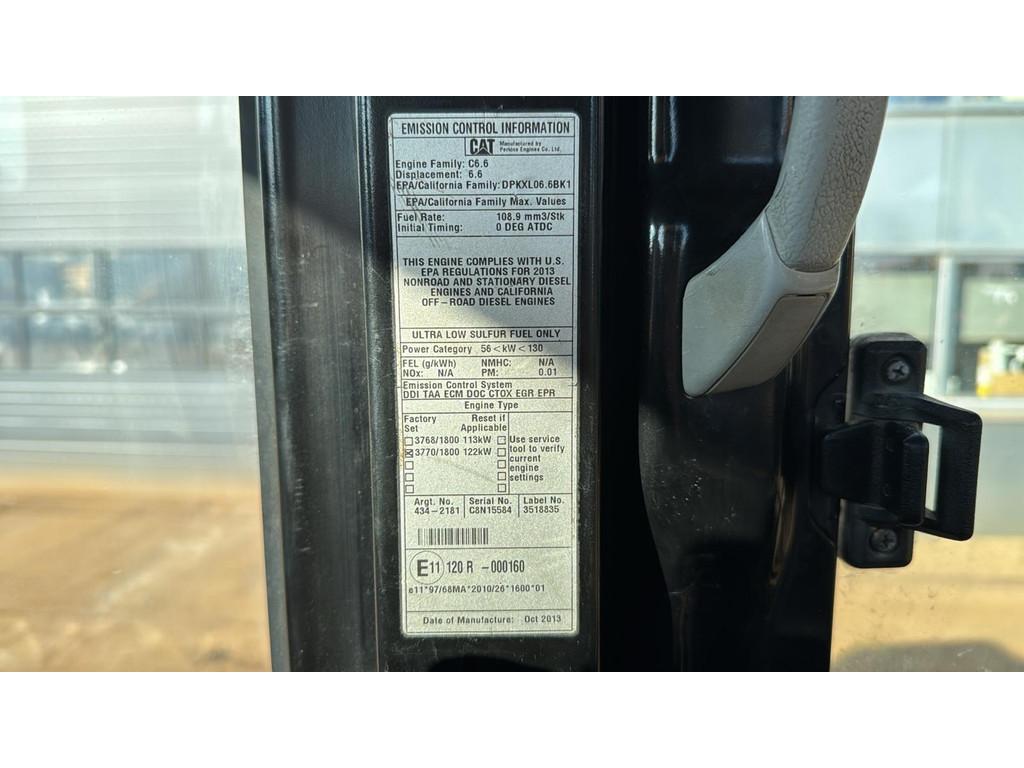 EMISSION CONTROL INFORMATION
CAT Manufactured by
Perkins Engines Co. Ltd.
Engine Family: C6.6
Displacement: 6.6
EPA/California Family: DPKXL06.6BK1
EPA/California Family Max. Values
Fuel Rate: 108.9 mm3/Stk
Initial Timing: 0 DEG ATDC
THIS ENGINE COMPLIES WITH U.S.
EPA REGULATIONS FOR 2013
NONROAD AND STATIONARY DIESEL
ENGINES AND CALIFORNIA
OFF-ROAD DIESEL ENGINES
ULTRA LOW SULFUR FUEL ONLY
Power Category 56<kW<130
FEL (g/kWh) NMHC: N/A
NOx: N/A PM: 0.01
Emission Control System
DDI TAA ECM DOC CTOX EGR EPR
Engine Type
Factory Set Reset if Applicable
3768/1800 113kW
3770/1800 122kW
Use service
tool to verify
current
engine
settings
Argt. No. Serial No. Label No.
434-2181 C8N15584 3518835
E11 120 R -000160
e11*97/68MA*2010/26*1600*01
Date of Manufacture: Oct 2013